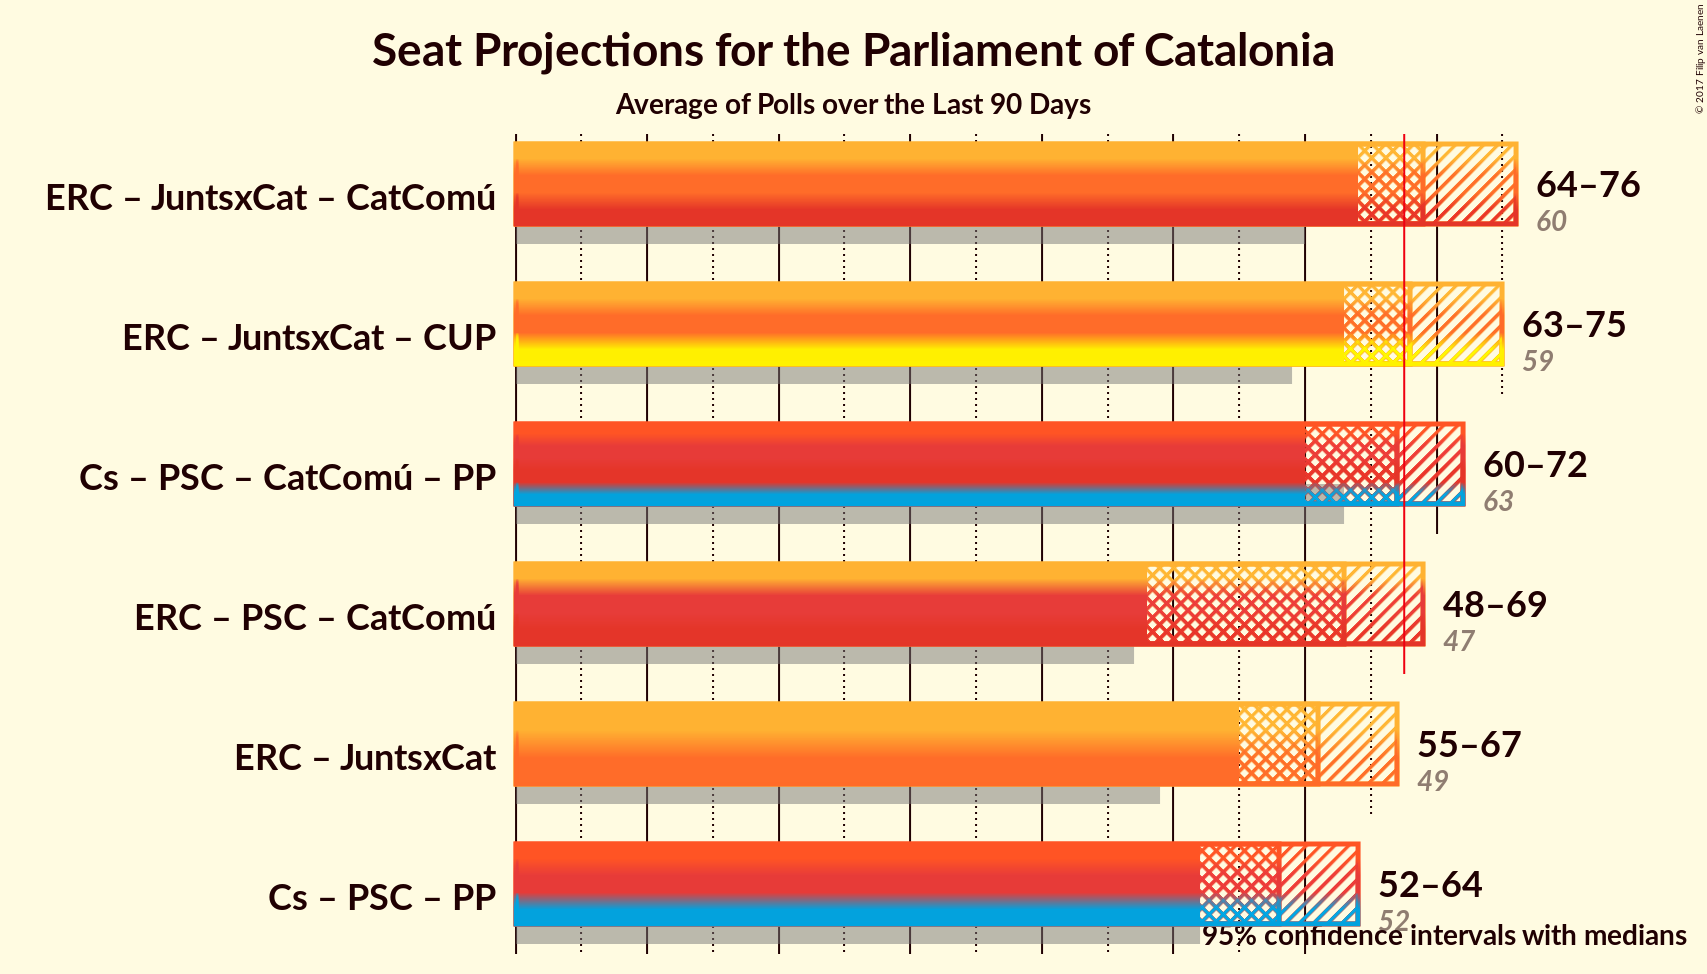 Seat Projections for the Parliament of Catalonia
Average of Polls over the Last 90 Days
© 2017 Filip van Laenen
ERC – JuntsxCat – CatComú
64–76
60
ERC – JuntsxCat – CUP
63–75
59
Cs – PSC – CatComú – PP
60–72
63
ERC – PSC – CatComú
48–69
47
ERC – JuntsxCat
55–67
49
Cs – PSC – PP
52–64
52
95% confidence intervals with medians